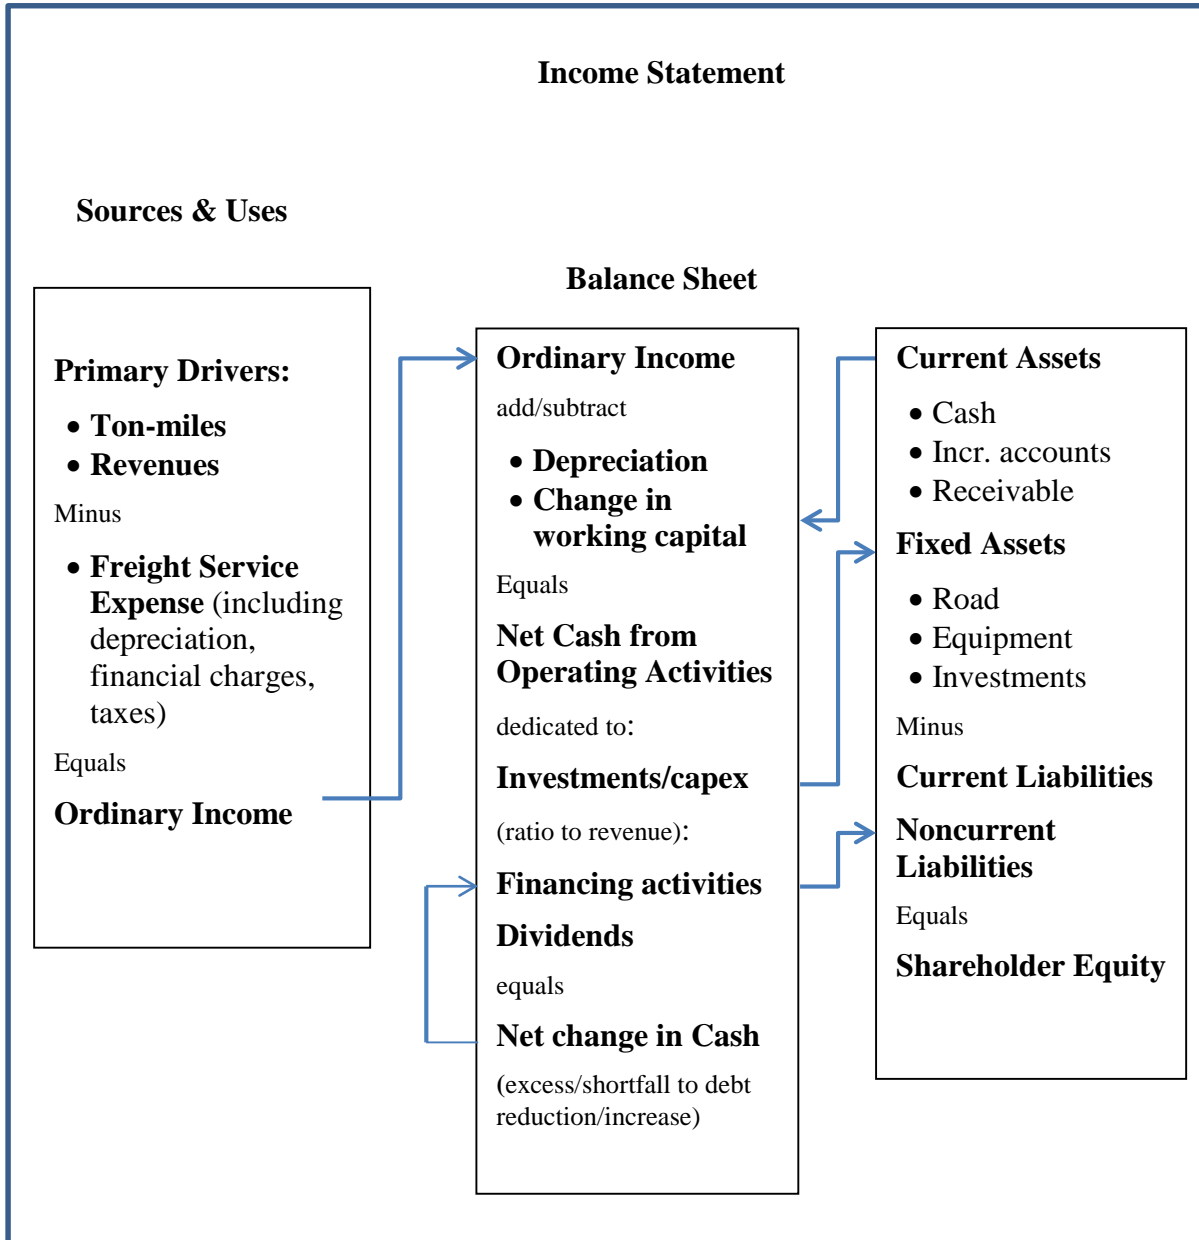 Income Statement
Sources & Uses
Balance Sheet
Primary Drivers:
• Ton-miles
• Revenues
Minus
• Freight Service
Expense (including
depreciation,
financial charges,
taxes)
Equals
Ordinary Income
Ordinary Income
add/subtract
• Depreciation
• Change in
working capital
Equals
Net Cash from
Operating Activities
dedicated to:
Investments/capex
(ratio to revenue):
Financing activities
Dividends
equals
Net change in Cash
(excess/shortfall to debt
reduction/increase)
Current Assets
• Cash
• Incr. accounts
• Receivable
Fixed Assets
• Road
• Equipment
• Investments
Minus
Current Liabilities
Noncurrent
Liabilities
Equals
Shareholder Equity